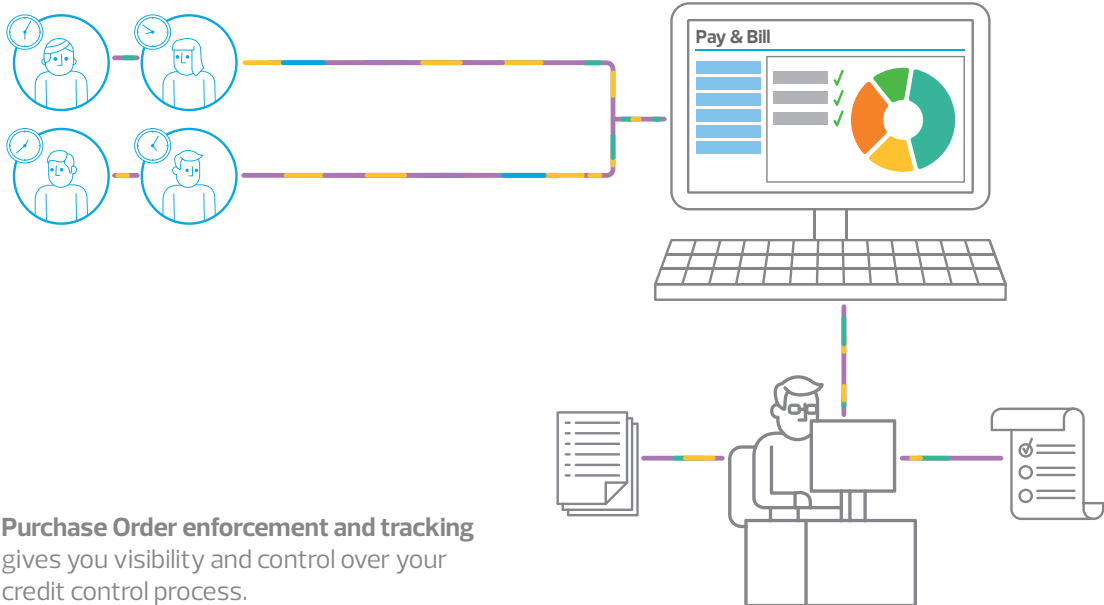 Pay & Bill
Purchase Order enforcement and tracking
gives you visibility and control over your
credit control process.